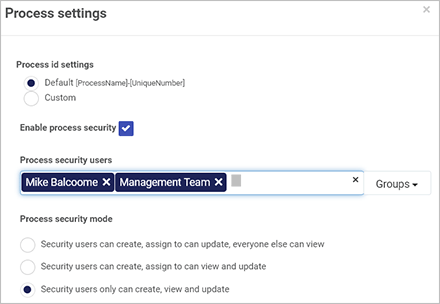 Process settings ×
Process id settings
Default [ProcessName]-[UniqueNumber]
Custom
Enable process security
Process security users
Mike Balcoome × Management Team × × Groups
Process security mode
Security users can create, assign to can update, everyone else can view
Security users can create, assign to can view and update
Security users only can create, view and update